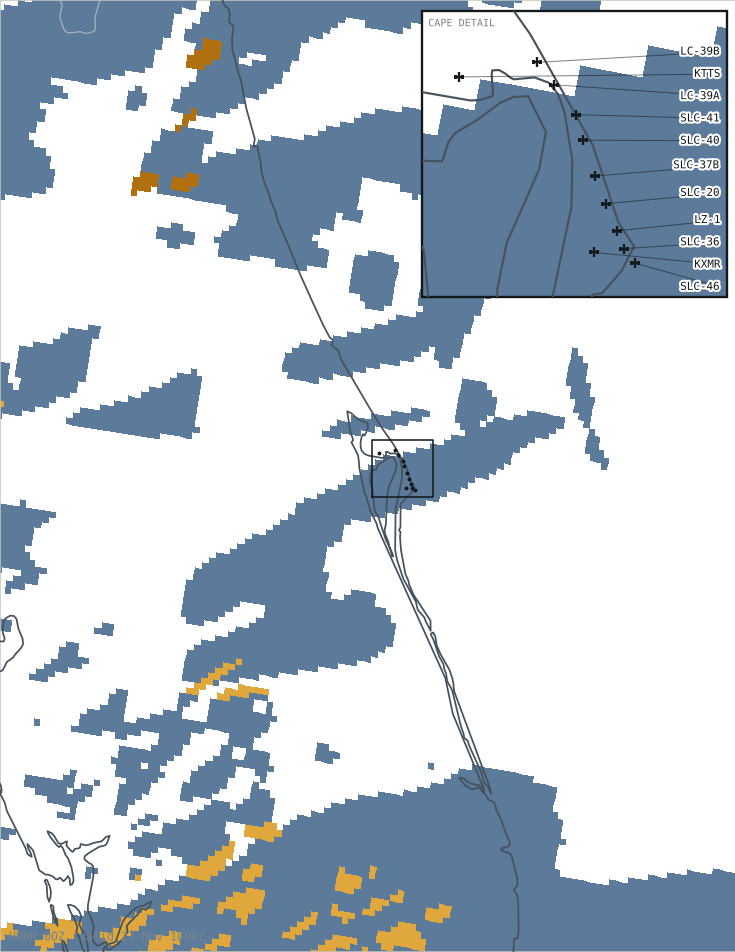 CAPE DETAIL
LC-39B
KTTS
LC-39A
SLC-41
SLC-40
SLC-37B
SLC-20
LZ-1
SLC-36
KXMR
SLC-46